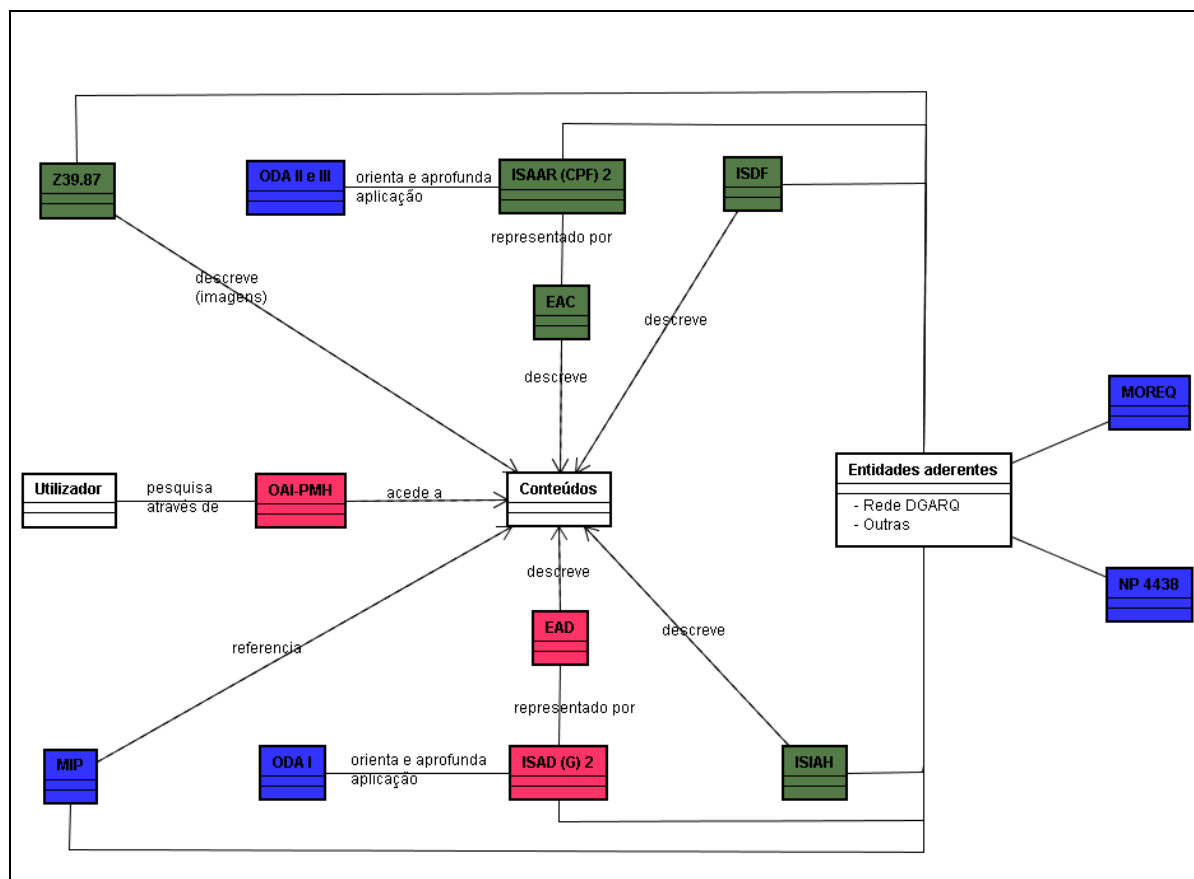 Z39.87
ODA II e III
orienta e aprofunda
aplicação
ISAAR (CPF) 2
ISDF
representado por
descreve
(imagens)
EAC
descreve
descreve
MOREQ
Utilizador
pesquisa
através de
OAI-PMH
acede a
Conteúdos
Entidades aderentes
- Rede DGARQ
- Outras
descreve
NP 4438
EAD
referencia
descreve
representado por
MIP
ODA I
orienta e aprofunda
aplicação
ISAD (G) 2
ISIAH